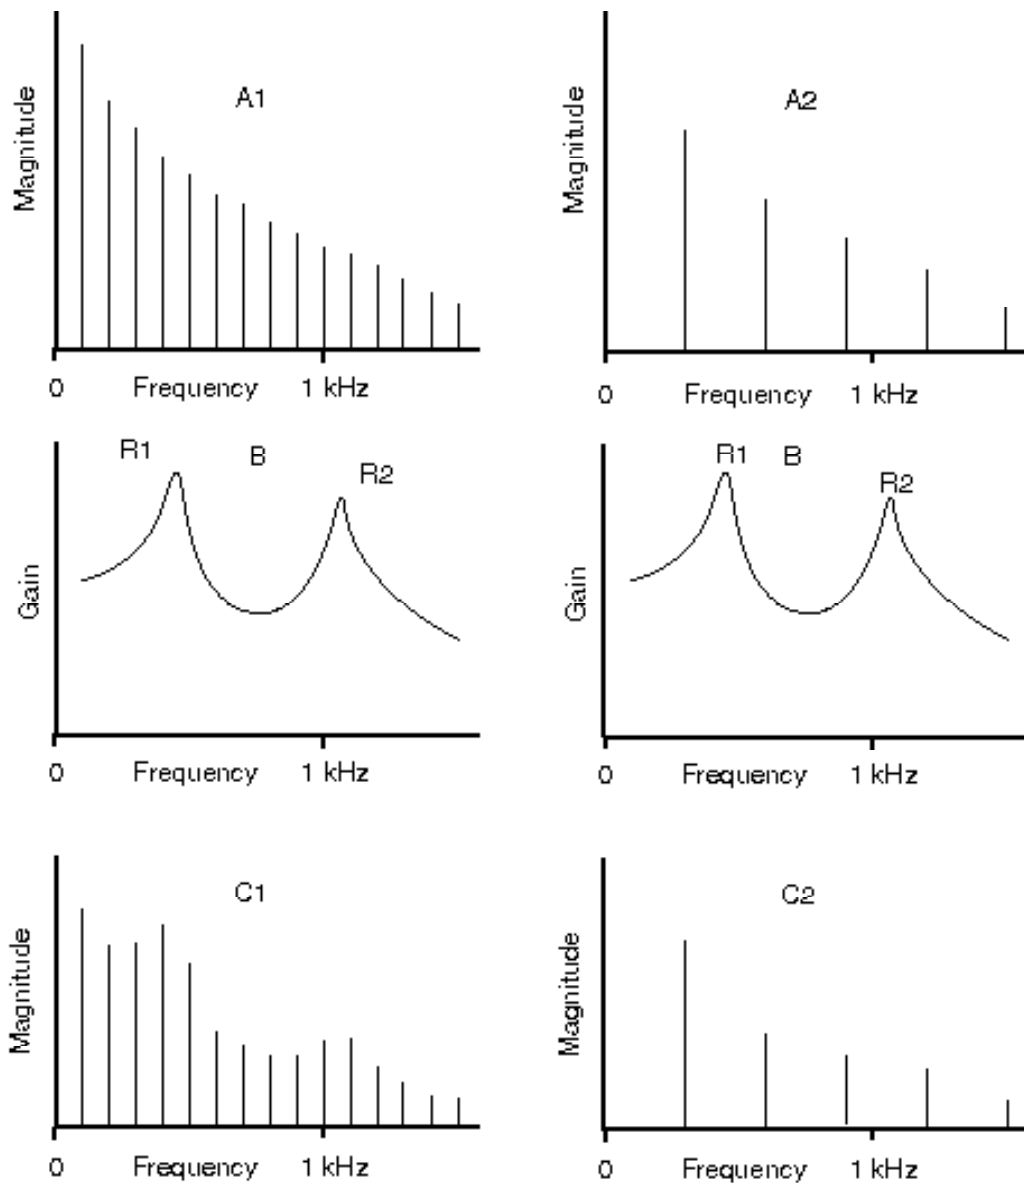 A1
Magnitude
0 Frequency 1 kHz
A2
Magnitude
0 Frequency 1 kHz
R1 B R2
Gain
0 Frequency 1 kHz
R1 B R2
Gain
0 Frequency 1 kHz
C1
Magnitude
0 Frequency 1 kHz
C2
Magnitude
0 Frequency 1 kHz